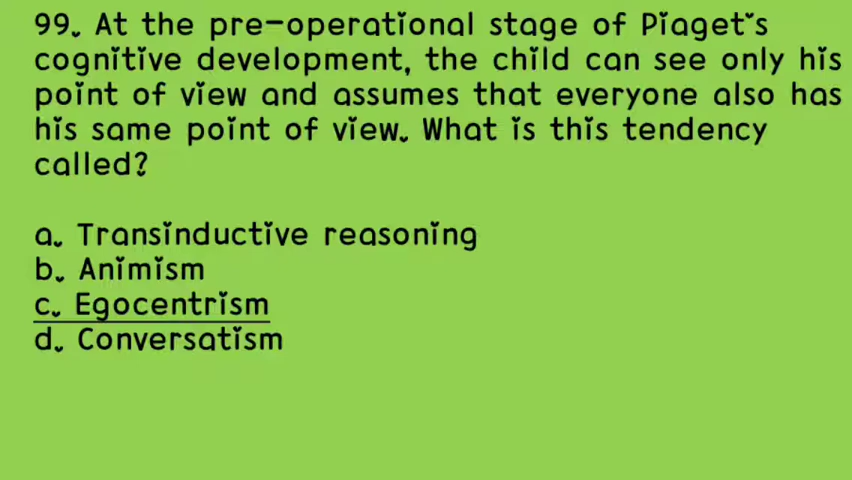 99. At the pre-operational stage of Piaget's
cognitive development, the child can see only his
point of view and assumes that everyone also has
his same point of view. What is this tendency
called?
a. Transinductive reasoning
b. Animism
c. Egocentrism
d. Conversatism